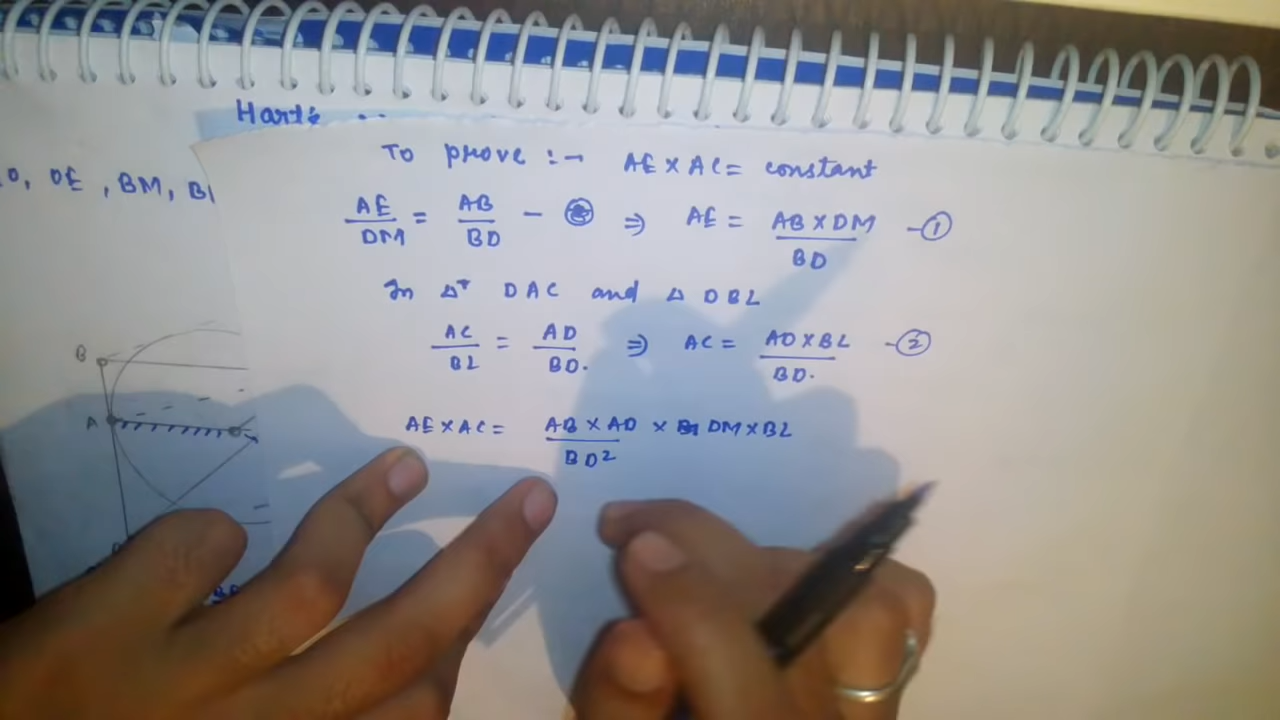 Hart's
To prove :- AE X AC = constant
D, DE, BM, BL
AE/DM = AB/BD - ⇒ AE = AB X DM/BD -①
In Δs DAC and Δ DBL
AC/BL = AD/BD. ⇒ AC = AD X BL/BD. -②
B
A
AE X AC = AB X AD/BD² X DM X BL